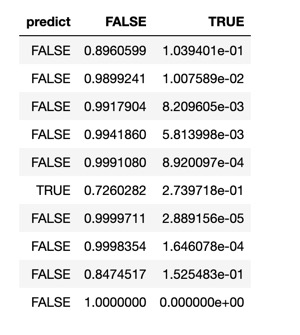 predict FALSE TRUE
FALSE 0.8960599 1.039401e-01
FALSE 0.9899241 1.007589e-02
FALSE 0.9917904 8.209605e-03
FALSE 0.9941860 5.813998e-03
FALSE 0.9991080 8.920097e-04
TRUE 0.7260282 2.739718e-01
FALSE 0.9999711 2.889156e-05
FALSE 0.9998354 1.646078e-04
FALSE 0.8474517 1.525483e-01
FALSE 1.0000000 0.000000e+00